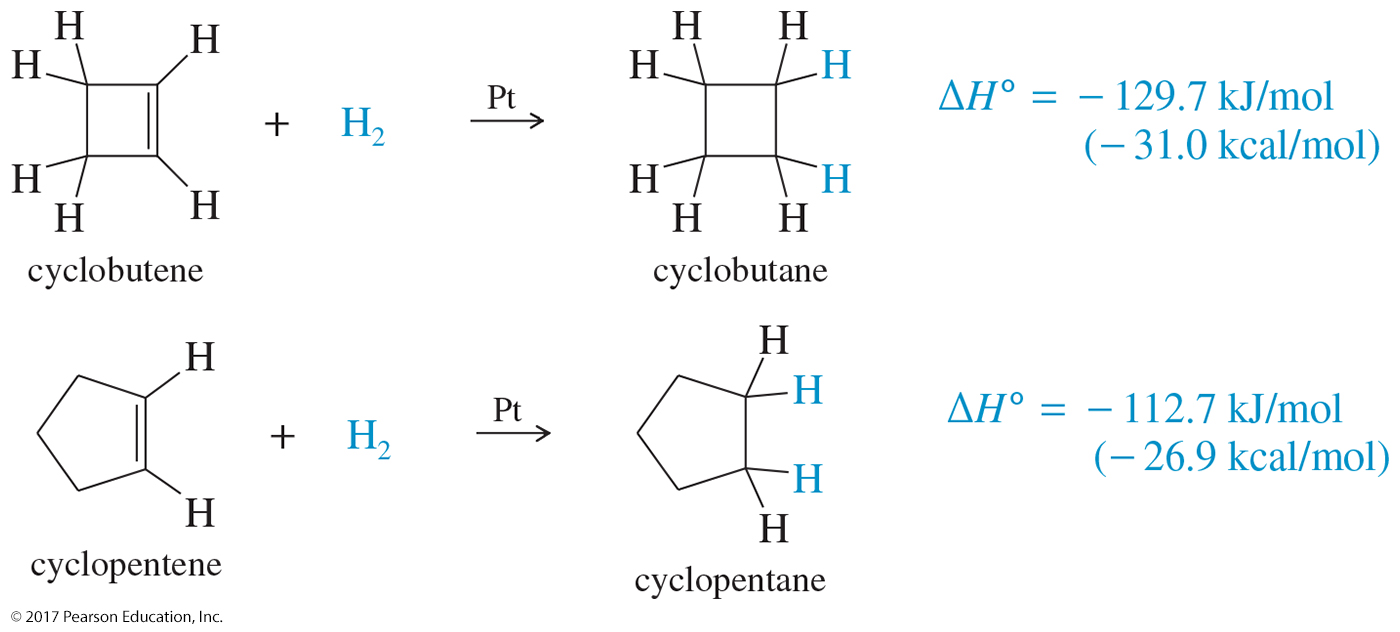 H H
H
+ H₂ Pt
H H
H
cyclobutene
H H
H H
H H
H H
cyclobutane
ΔH° = − 129.7 kJ/mol
(− 31.0 kcal/mol)
H
+ H₂ Pt
H
cyclopentene
H
H
H
H
cyclopentane
ΔH° = − 112.7 kJ/mol
(− 26.9 kcal/mol)
© 2017 Pearson Education, Inc.